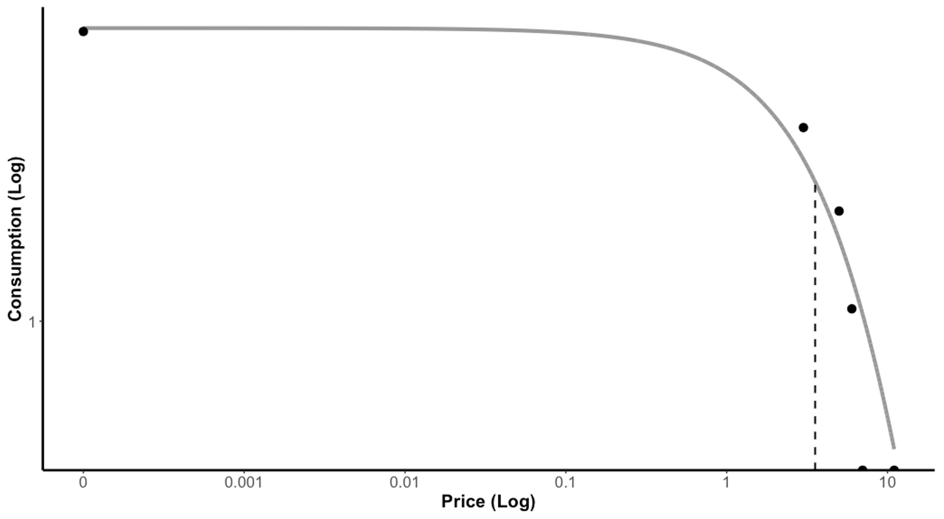 Consumption (Log)
1
0 0.001 0.01 0.1 1 10
Price (Log)